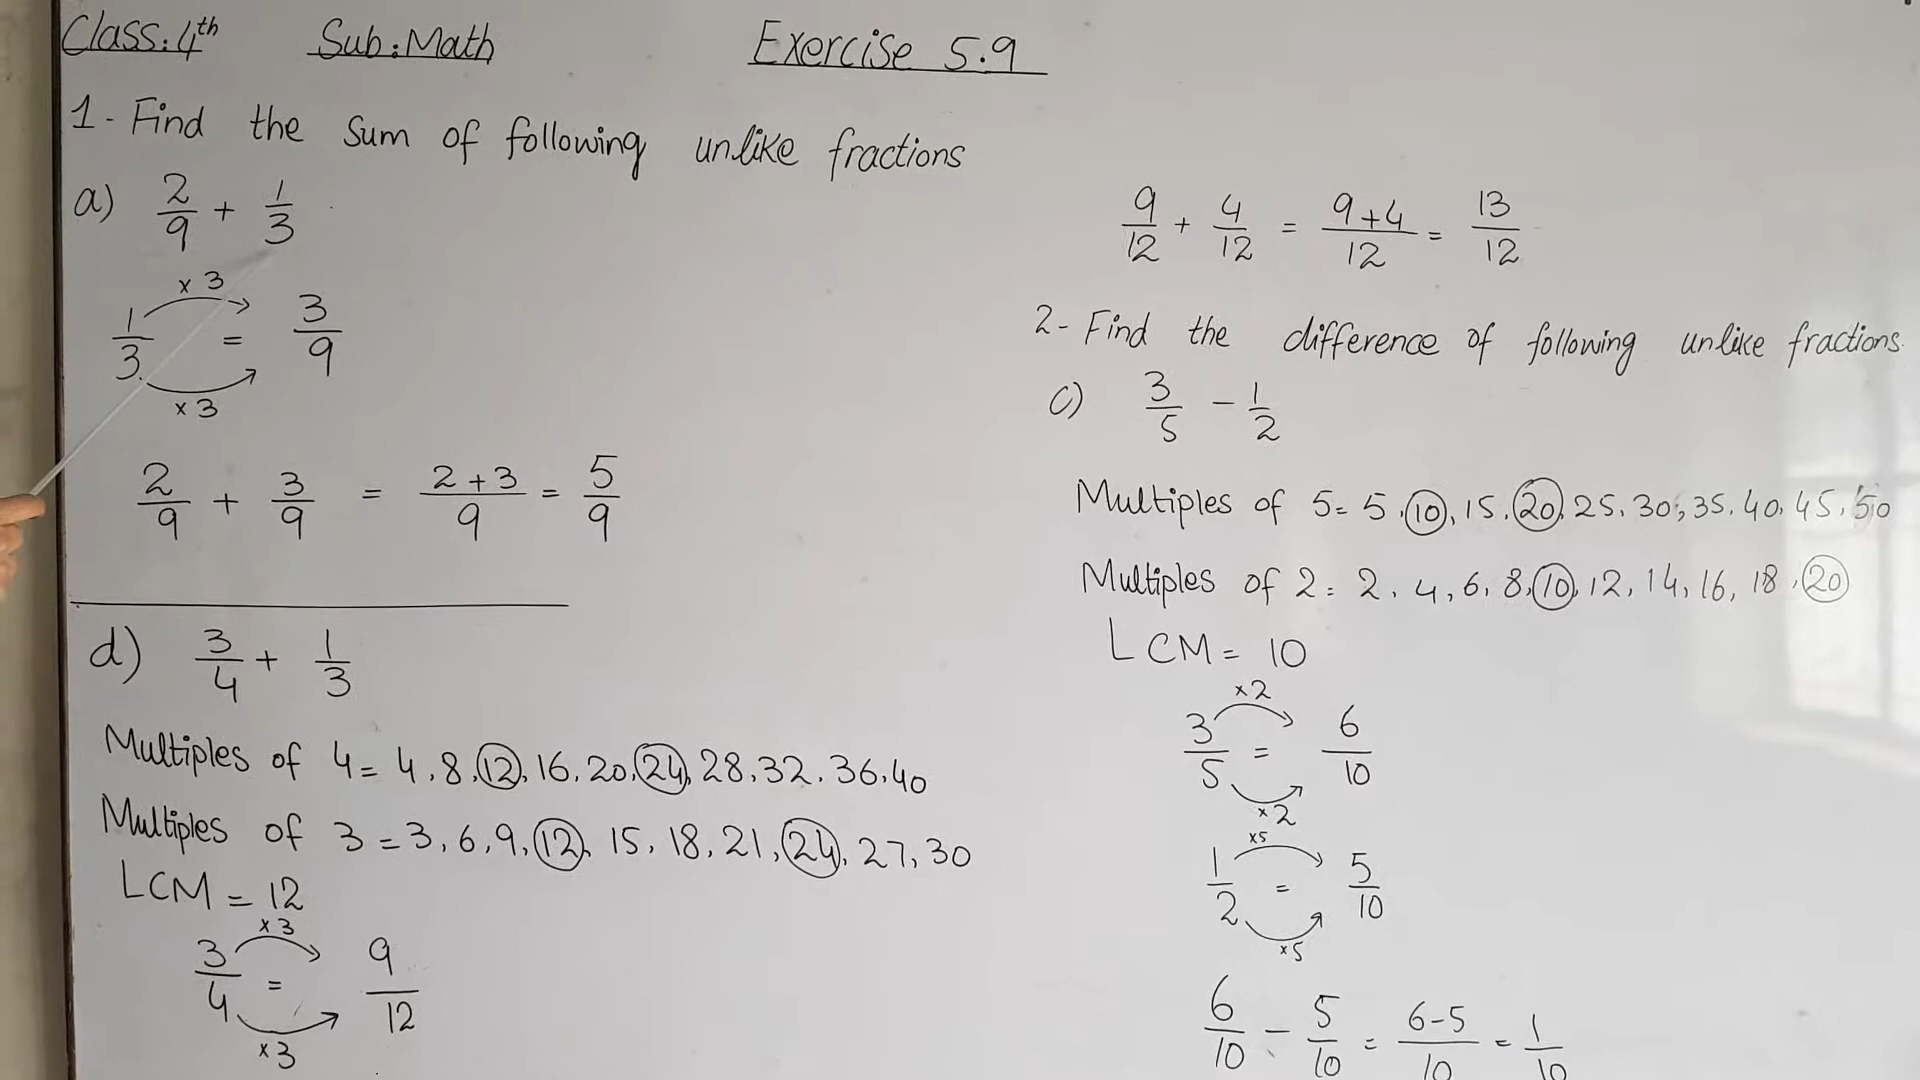 Class: 4th Sub: Math Exercise 5.9
1- Find the Sum of following unlike fractions
a) 2/9 + 1/3
× 3
1/3 = 3/9
× 3
2/9 + 3/9 = 2+3/9 = 5/9
d) 3/4 + 1/3
Multiples of 4 = 4, 8, 12, 16, 20, 24, 28, 32, 36, 40
Multiples of 3 = 3, 6, 9, 12, 15, 18, 21, 24, 27, 30
LCM = 12
×3
3/4 = 9/12
×3
9/12 + 4/12 = 9+4/12 = 13/12
2- Find the difference of following unlike fractions
c) 3/5 - 1/2
Multiples of 5 = 5, 10, 15, 20, 25, 30, 35, 40, 45, 50
Multiples of 2 = 2, 4, 6, 8, 10, 12, 14, 16, 18, 20
LCM = 10
×2
3/5 = 6/10
×2
×5
1/2 = 5/10
×5
6/10 - 5/10 = 6-5/10 = 1/10